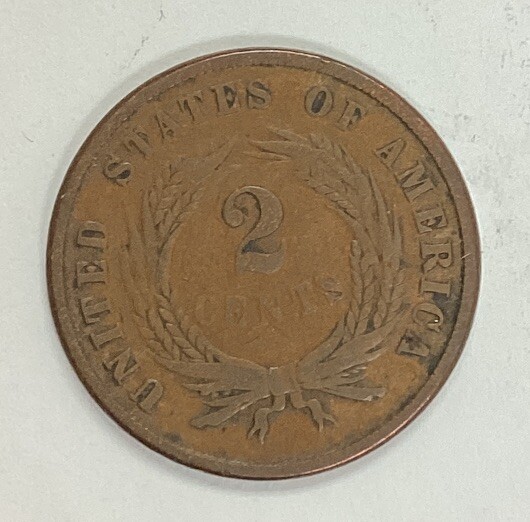 UNITED STATES OF AMERICA
2
CENTS